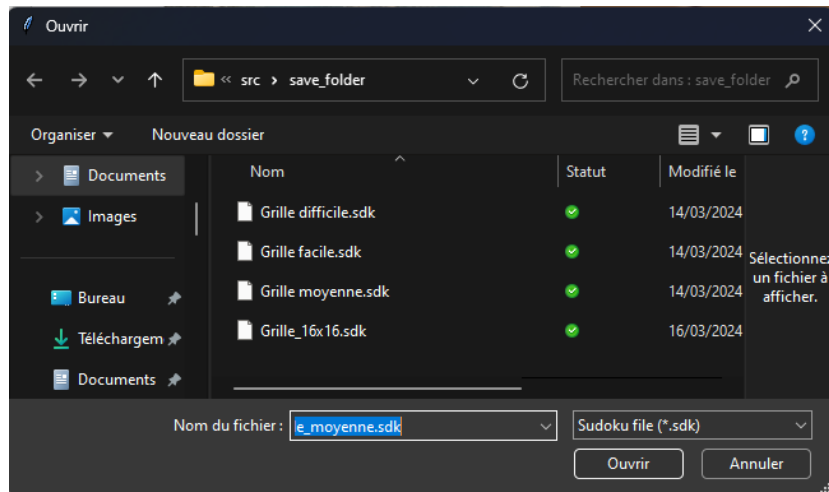 Ouvrir
src > save_folder
Rechercher dans : save_folder
Organiser
Nouveau dossier
Documents
Images
Bureau
Téléchargem
Documents
Nom
Statut
Modifié le
Grille difficile.sdk
14/03/2024
Grille facile.sdk
14/03/2024
Grille moyenne.sdk
14/03/2024
Grille_16x16.sdk
16/03/2024
Sélectionnez
un fichier à
afficher.
Nom du fichier :
e_moyenne.sdk
Sudoku file (*.sdk)
Ouvrir
Annuler